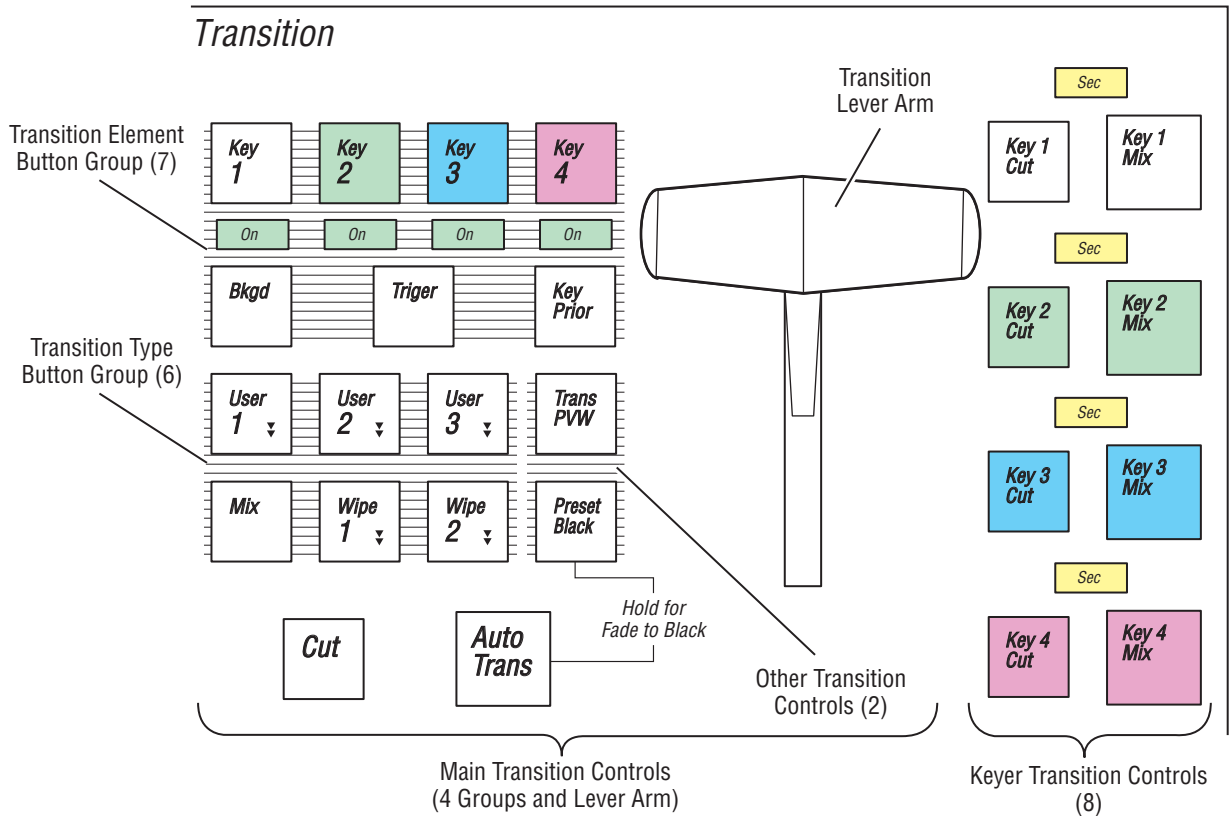 Transition
Transition
Lever Arm
Sec
Transition Element
Button Group (7)
Key
1
Key
2
Key
3
Key
4
Key 1
Cut
Key 1
Mix
On
On
On
On
Sec
Bkgd
Triger
Key
Prior
Key 2
Cut
Key 2
Mix
Transition Type
Button Group (6)
User
1
User
2
User
3
Trans
PVW
Sec
Mix
Wipe
1
Wipe
2
Preset
Black
Key 3
Cut
Key 3
Mix
Sec
Hold for
Fade to Black
Cut
Auto
Trans
Key 4
Cut
Key 4
Mix
Other Transition
Controls (2)
Main Transition Controls
(4 Groups and Lever Arm)
Keyer Transition Controls
(8)